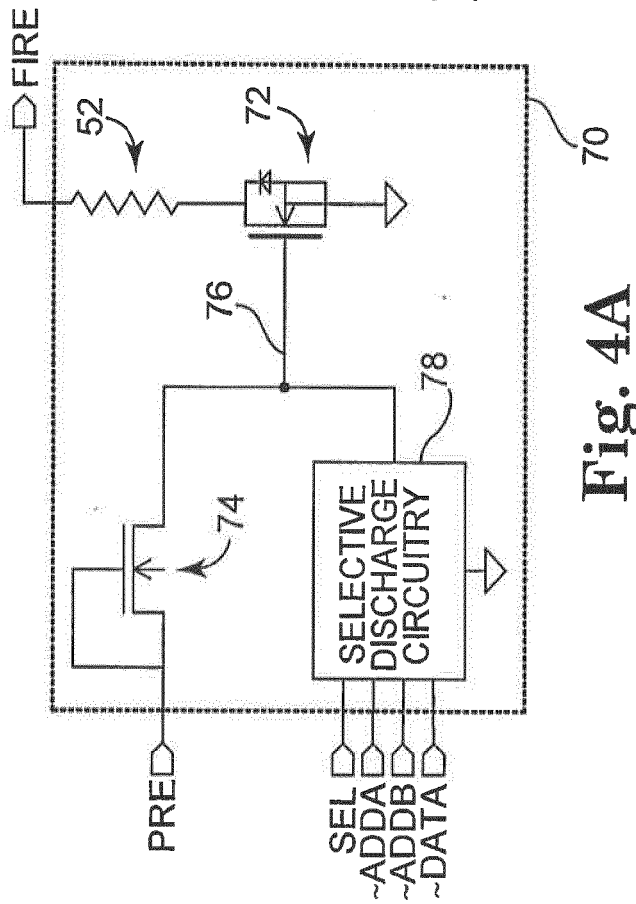 FIRE
52
72
70
76
74
78
PRE
SEL
~ADDA
~ADDB
~DATA
SELECTIVE
DISCHARGE
CIRCUITRY
Fig. 4A